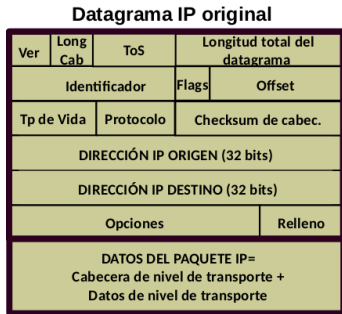 Datagrama IP original
Ver
Long
Cab
ToS
Longitud total del
datagrama
Identificador
Flags
Offset
Tp de Vida
Protocolo
Checksum de cabec.
DIRECCIÓN IP ORIGEN (32 bits)
DIRECCIÓN IP DESTINO (32 bits)
Opciones
Relleno
DATOS DEL PAQUETE IP=
Cabecera de nivel de transporte +
Datos de nivel de transporte